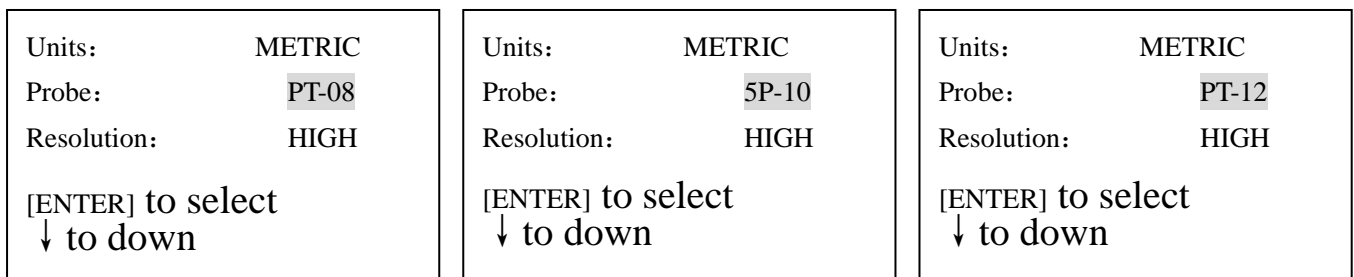 Units： METRIC
Probe： PT-08
Resolution： HIGH
[ENTER] to select
↓ to down
Units： METRIC
Probe： 5P-10
Resolution： HIGH
[ENTER] to select
↓ to down
Units： METRIC
Probe： PT-12
Resolution： HIGH
[ENTER] to select
↓ to down